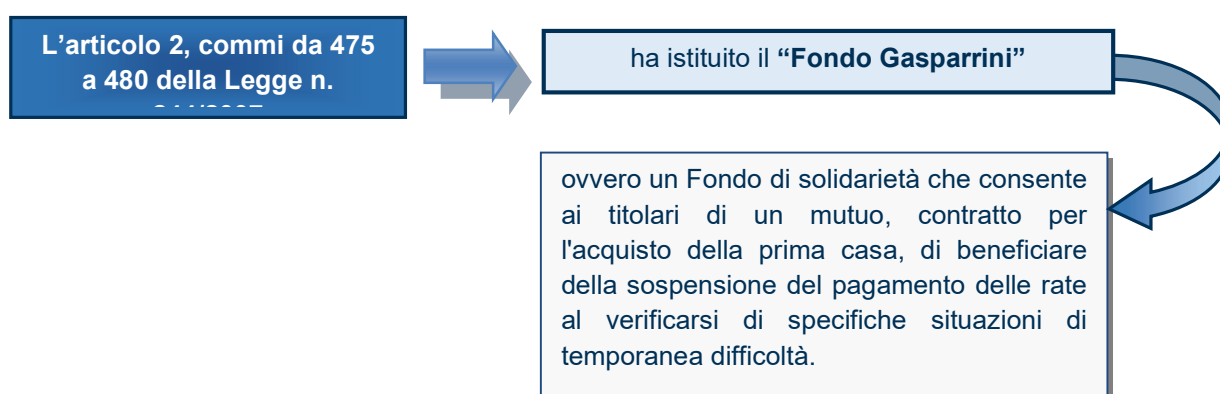 L'articolo 2, commi da 475
a 480 della Legge n.
ha istituito il “Fondo Gasparrini”
ovvero un Fondo di solidarietà che consente
ai titolari di un mutuo, contratto per
l'acquisto della prima casa, di beneficiare
della sospensione del pagamento delle rate
al verificarsi di specifiche situazioni di
temporanea difficoltà.